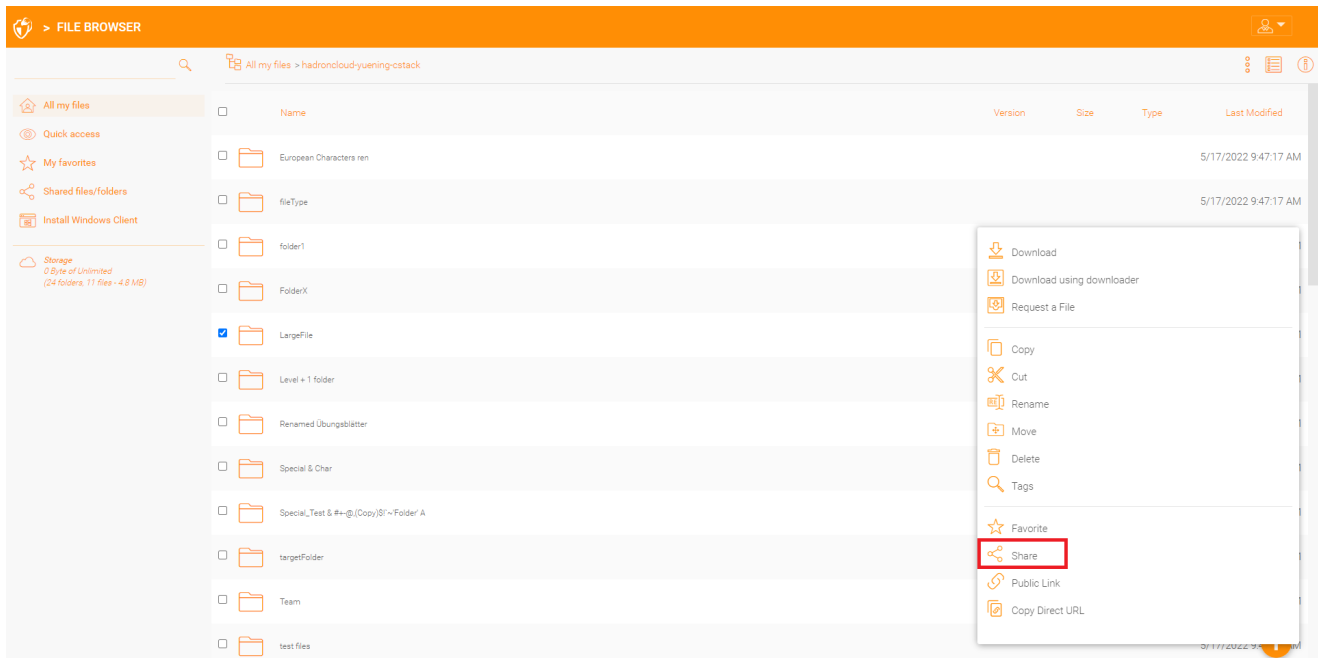 > FILE BROWSER
All my files > hadroncloud-yuening-cstack
All my files
Quick access
My favorites
Shared files/folders
Install Windows Client
Storage
0 Byte of Unlimited
(24 folders, 11 files - 4.8 MB)
Name Version Size Type Last Modified
European Characters ren 5/17/2022 9:47:17 AM
fileType 5/17/2022 9:47:17 AM
folder1
FolderX
LargeFile
Level + 1 folder
Renamed Übungsblätter
Special & Char
targetFolder
Team
test files
Download
Download using downloader
Request a File
Copy
Cut
Rename
Move
Delete
Tags
Favorite
Share
Public Link
Copy Direct URL